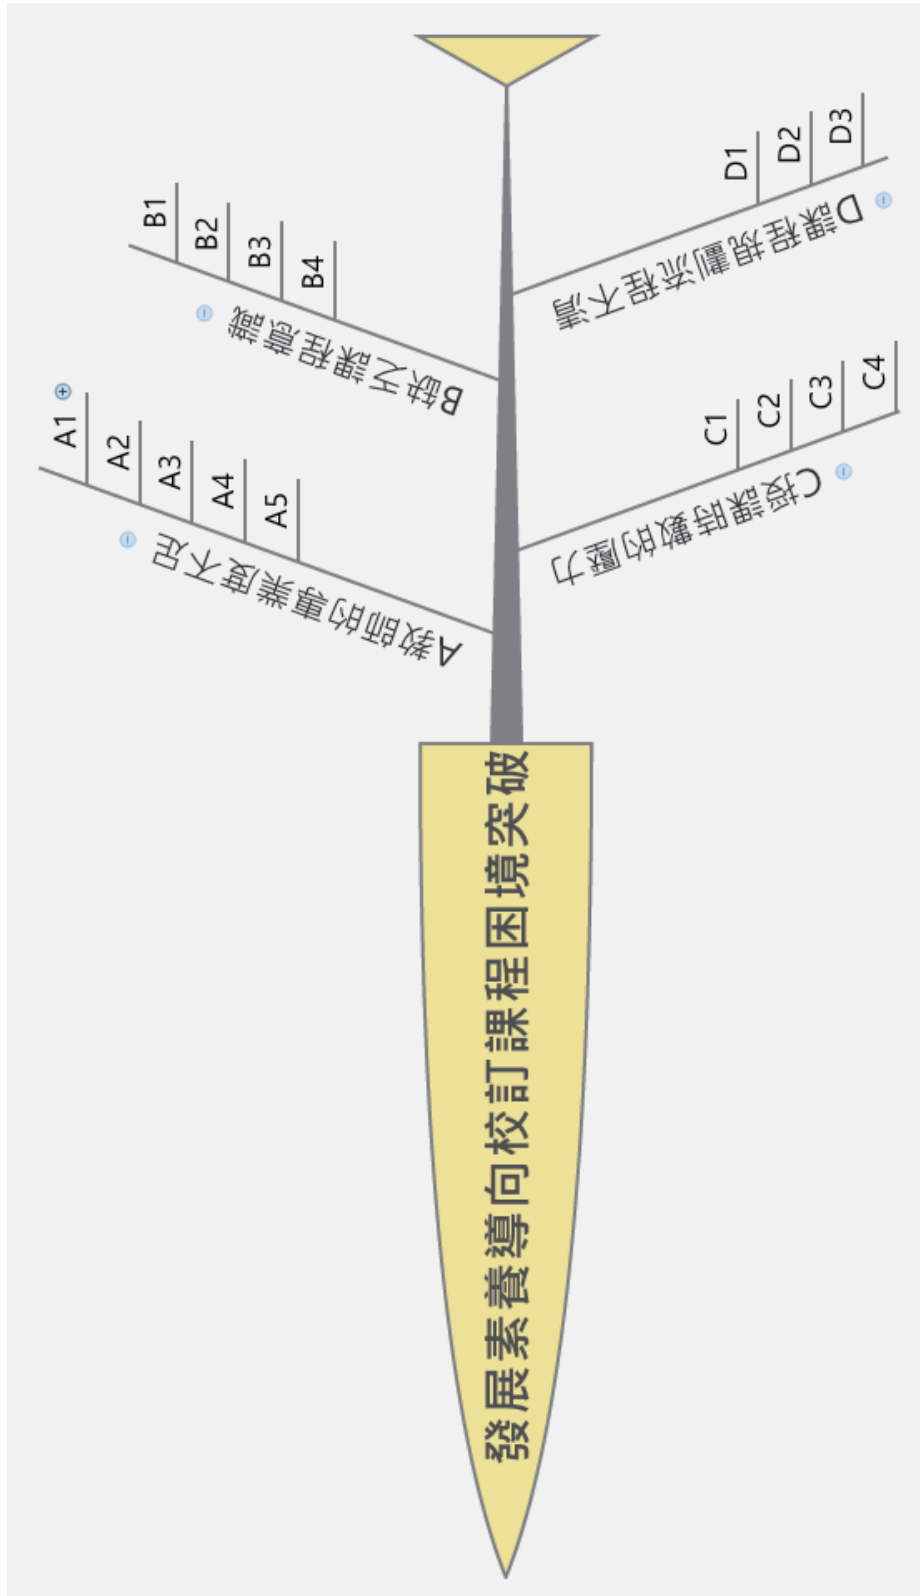 發展素養導向校訂課程困境突破
A教師的專業度不足
A1
A2
A3
A4
A5
B缺乏課程意識
B1
B2
B3
B4
C授課時數的壓力
C1
C2
C3
C4
D課程規劃流程不清
D1
D2
D3